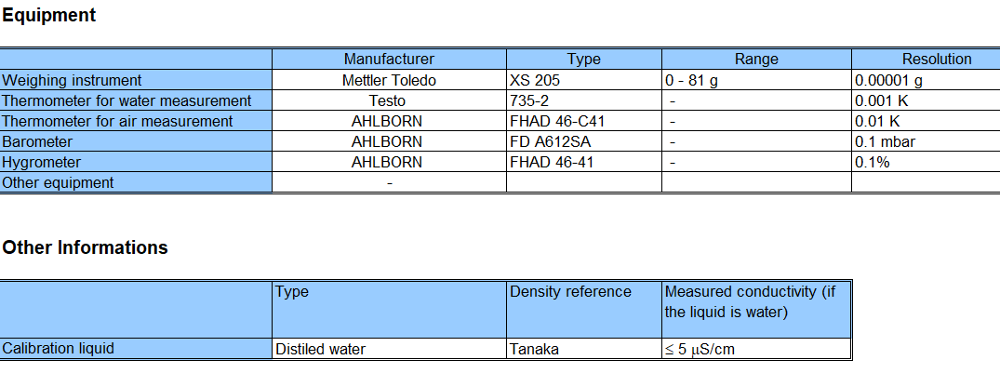 Equipment
Manufacturer Type Range Resolution
Weighing instrument Mettler Toledo XS 205 0 - 81 g 0.00001 g
Thermometer for water measurement Testo 735-2 - 0.001 K
Thermometer for air measurement AHLBORN FHAD 46-C41 - 0.01 K
Barometer AHLBORN FD A612SA - 0.1 mbar
Hygrometer AHLBORN FHAD 46-41 - 0.1%
Other equipment -
Other Informations
Type Density reference Measured conductivity (if
the liquid is water)
Calibration liquid Distiled water Tanaka ≤ 5 μS/cm